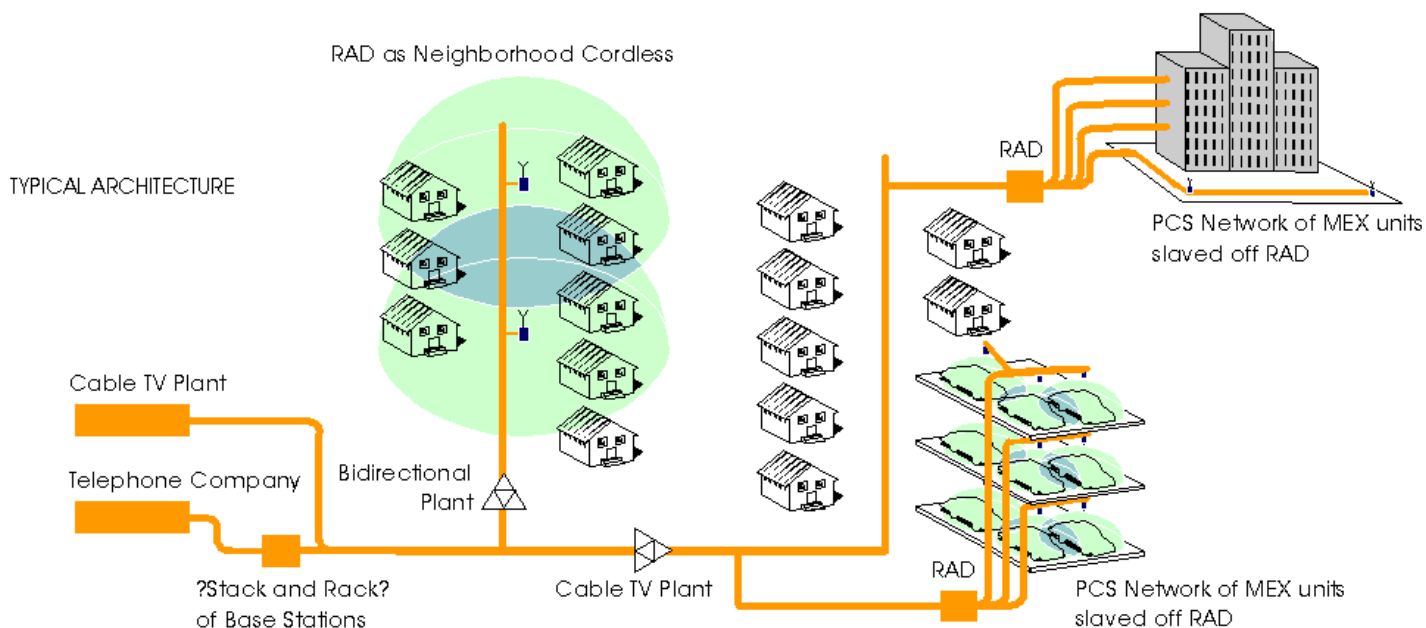 RAD as Neighborhood Cordless
RAD
TYPICAL ARCHITECTURE
PCS Network of MEX units
slaved off RAD
Cable TV Plant
Bidirectional
Plant
Telephone Company
?Stack and Rack?
of Base Stations
Cable TV Plant
RAD
PCS Network of MEX units
slaved off RAD